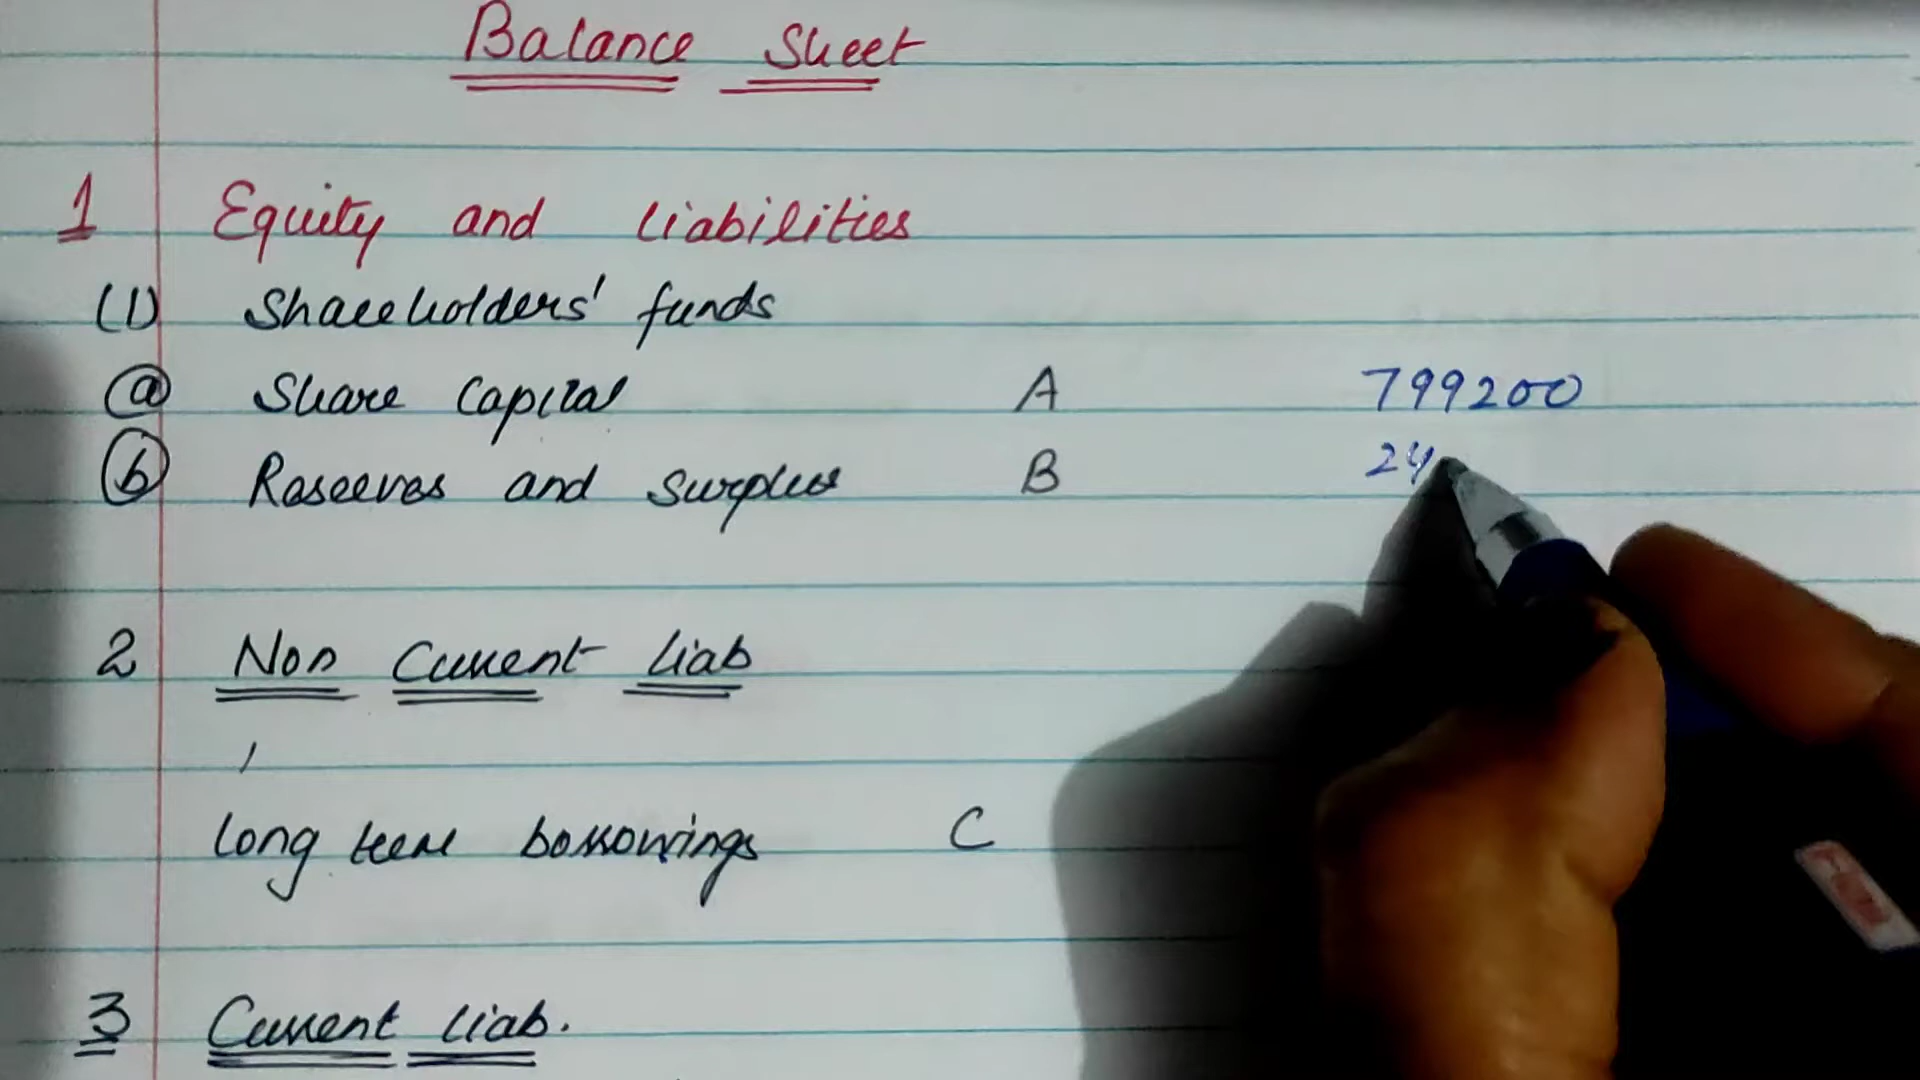 Balance Sheet
1 Equity and liabilities
(1) Shareholders' funds
(a) Share Capital A 799200
(b) Reserves and Surplus B 24
2 Non Current liab
long term borrowings C
3 Current liab.